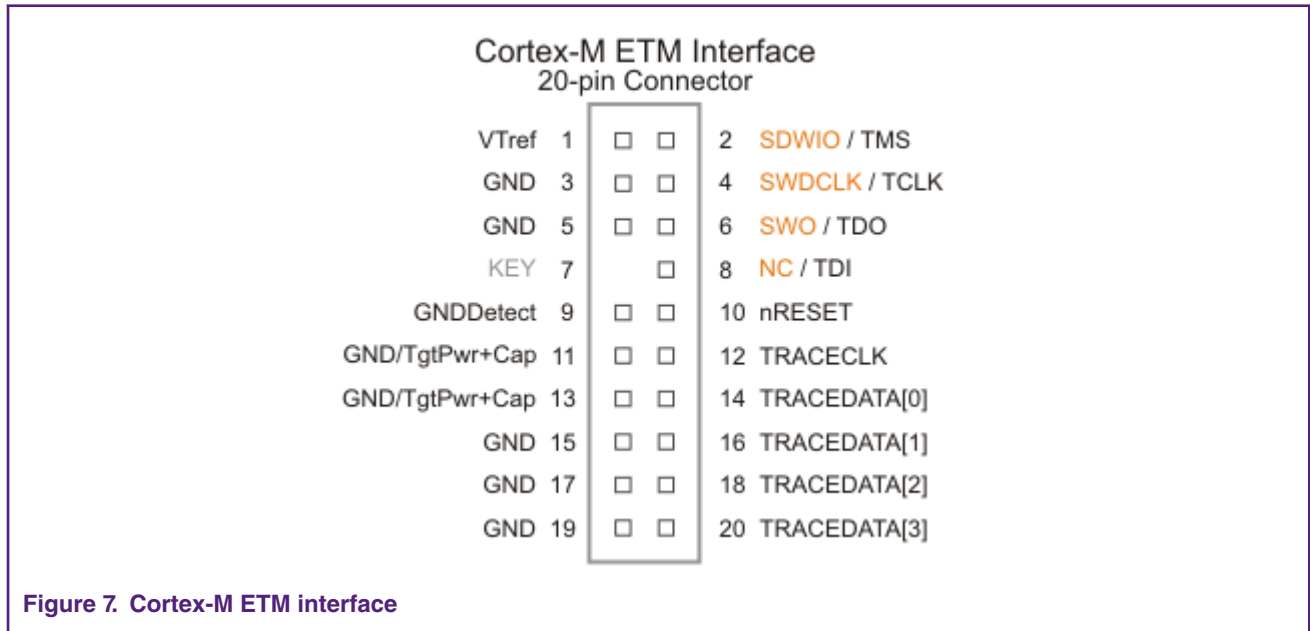 Cortex-M ETM Interface
20-pin Connector
VTref 1 2 SDWIO / TMS
GND 3 4 SWDCLK / TCLK
GND 5 6 SWO / TDO
KEY 7 8 NC / TDI
GNDDetect 9 10 nRESET
GND/TgtPwr+Cap 11 12 TRACECLK
GND/TgtPwr+Cap 13 14 TRACEDATA[0]
GND 15 16 TRACEDATA[1]
GND 17 18 TRACEDATA[2]
GND 19 20 TRACEDATA[3]
Figure 7. Cortex-M ETM interface